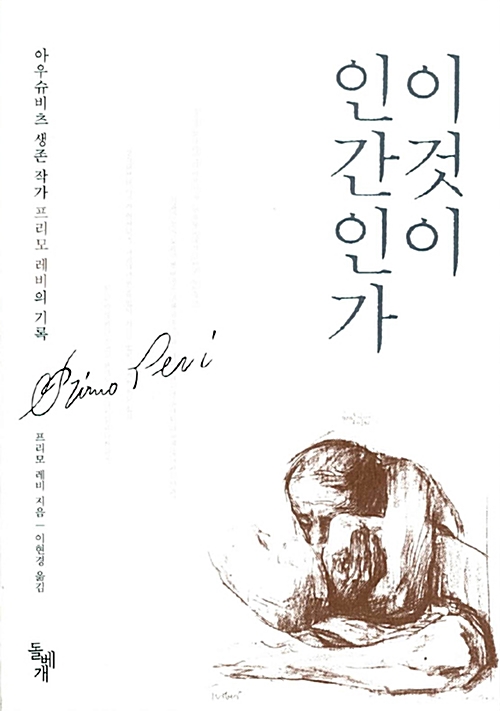 이것이
인간인가
아우슈비츠 생존 작가 프리모 레비의 기록
Primo Levi
프리모 레비 지음 | 이현경 옮김
돌베개